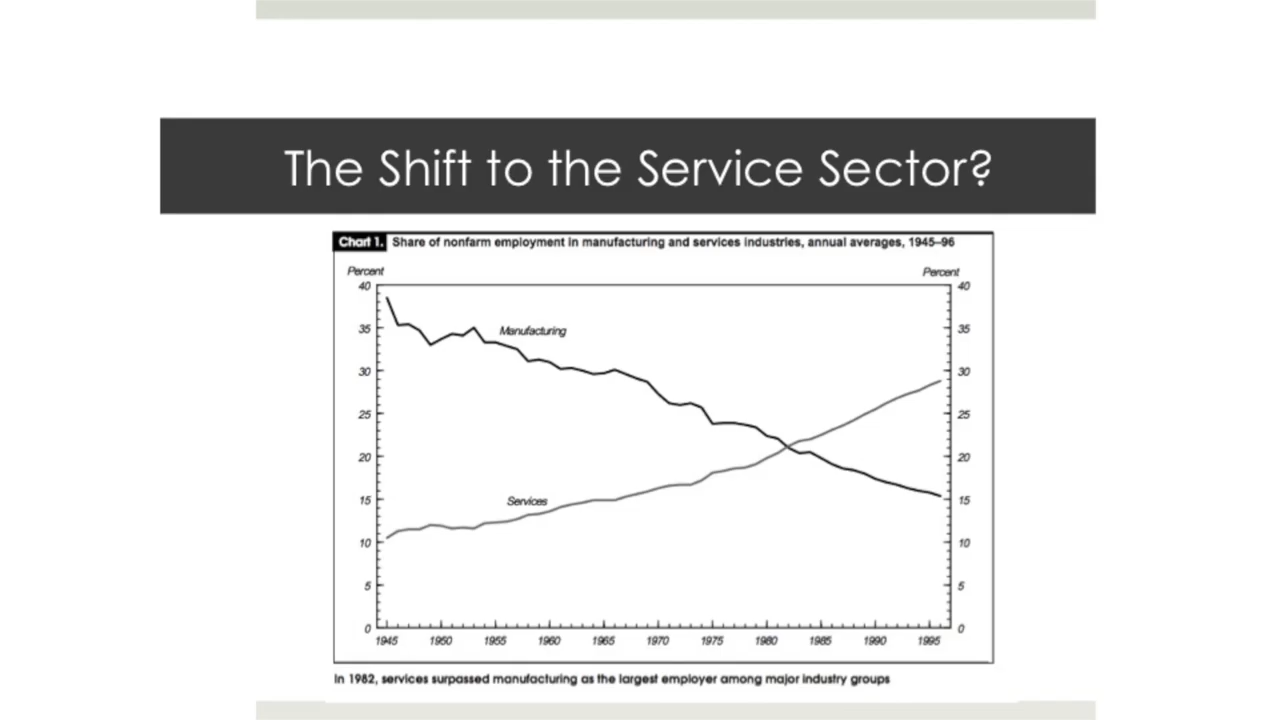 The Shift to the Service Sector?
Chart 1. Share of nonfarm employment in manufacturing and services industries, annual averages, 1945–96
Percent Percent
40 40
35 Manufacturing 35
30 30
25 25
20 20
15 Services 15
10 10
5 5
0 0
1945 1950 1955 1960 1965 1970 1975 1980 1985 1990 1995
In 1982, services surpassed manufacturing as the largest employer among major industry groups